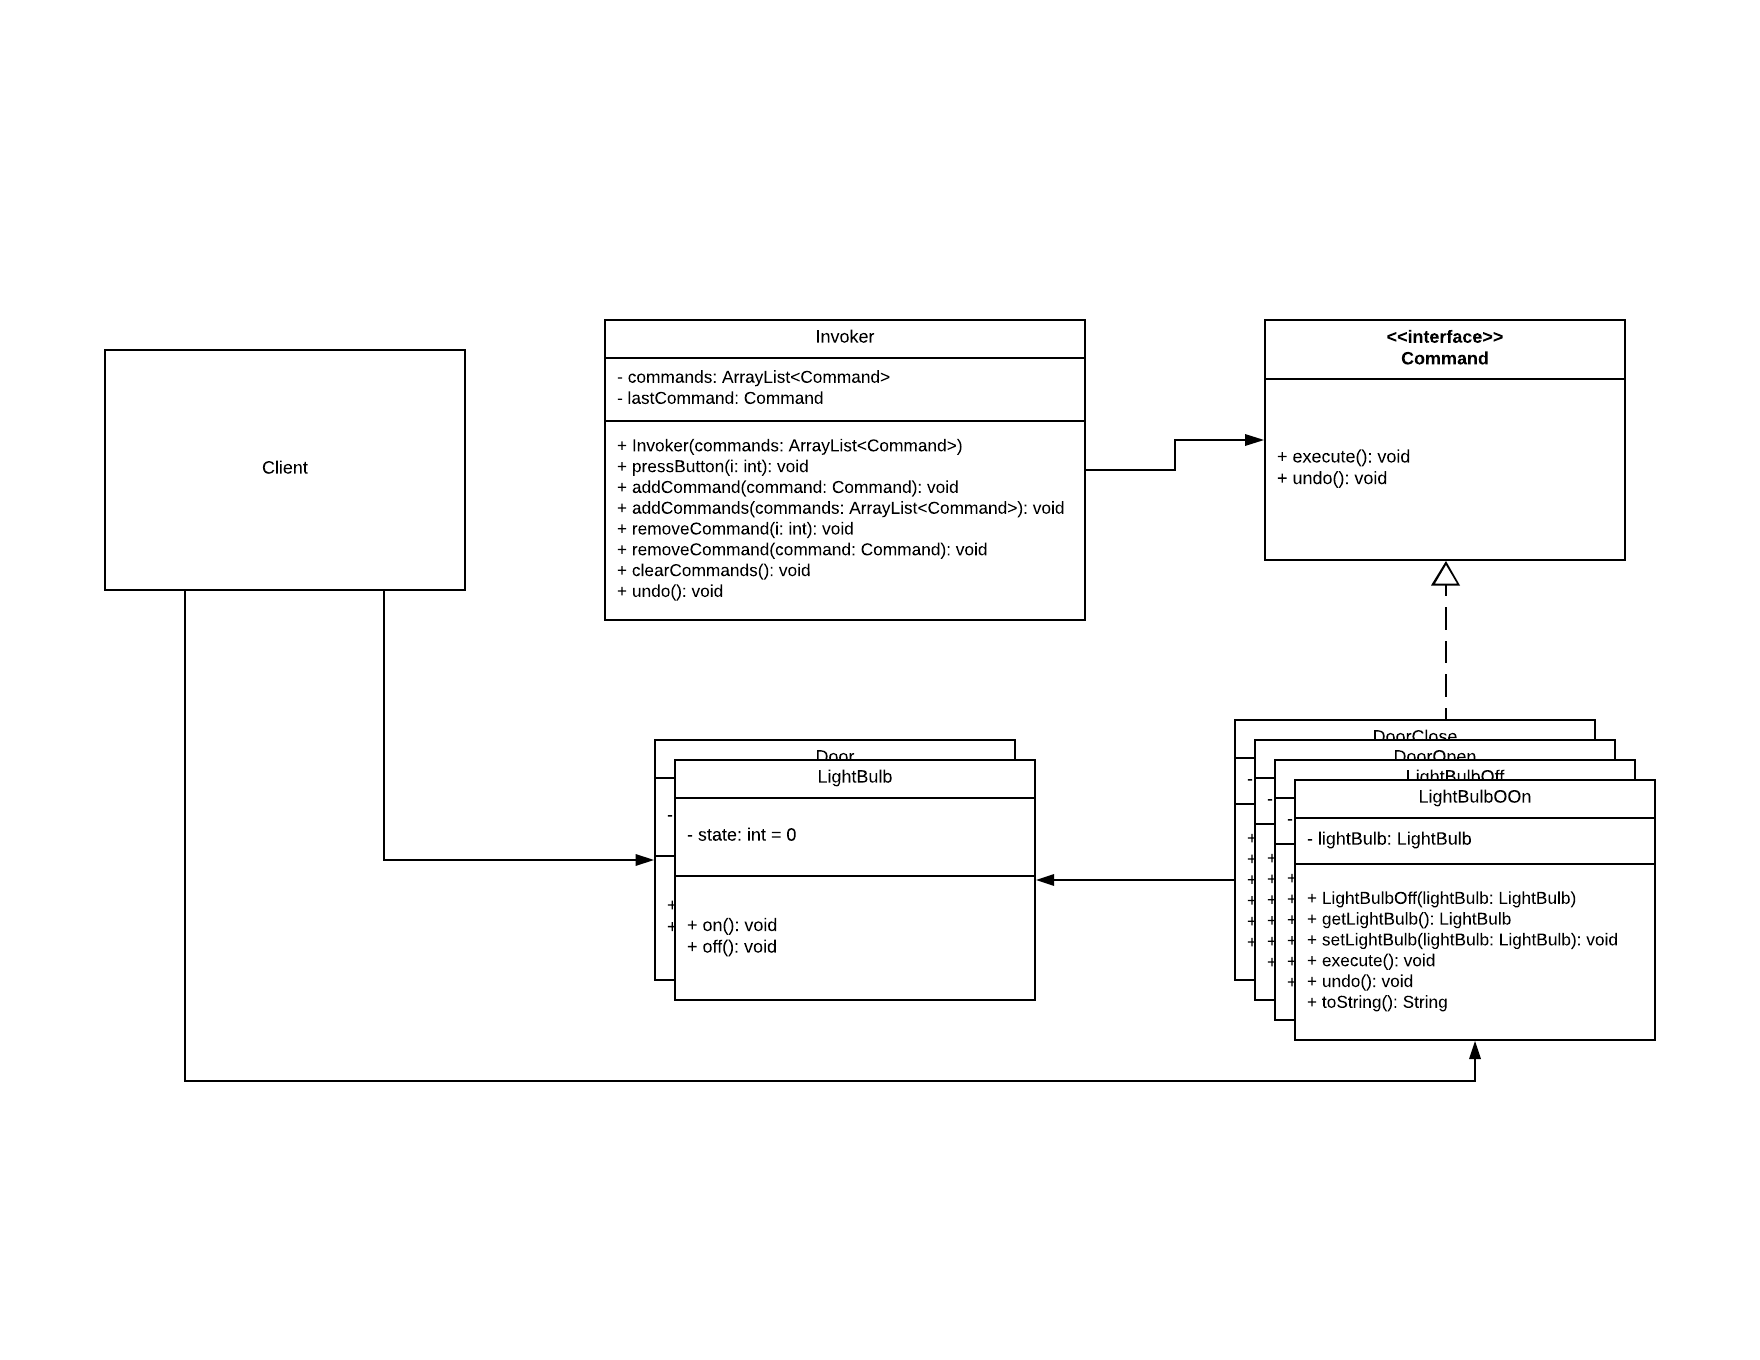 Client
Invoker
- commands: ArrayList<Command>
- lastCommand: Command
+ Invoker(commands: ArrayList<Command>)
+ pressButton(i: int): void
+ addCommand(command: Command): void
+ addCommands(commands: ArrayList<Command>): void
+ removeCommand(i: int): void
+ removeCommand(command: Command): void
+ clearCommands(): void
+ undo(): void
<<interface>>
Command
+ execute(): void
+ undo(): void
Door
LightBulb
- state: int = 0
+ on(): void
+ off(): void
DoorClose
DoorOpen
LightBulbOff
LightBulbOOn
- lightBulb: LightBulb
+ LightBulbOff(lightBulb: LightBulb)
+ getLightBulb(): LightBulb
+ setLightBulb(lightBulb: LightBulb): void
+ execute(): void
+ undo(): void
+ toString(): String